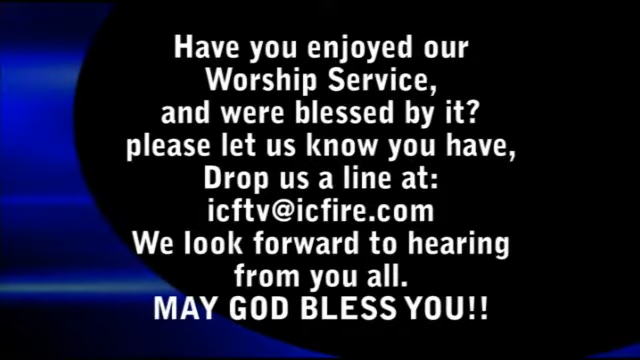 Have you enjoyed our
Worship Service,
and were blessed by it?
please let us know you have,
Drop us a line at:
icftv@icfire.com
We look forward to hearing
from you all.
MAY GOD BLESS YOU!!